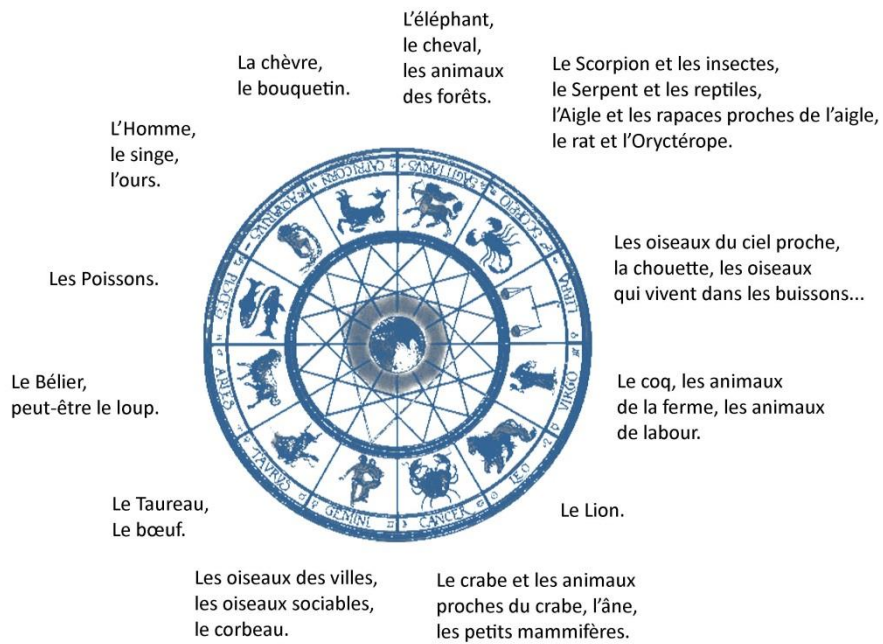 L'éléphant,
le cheval,
les animaux
des forêts.
La chèvre,
le bouquetin.
Le Scorpion et les insectes,
le Serpent et les reptiles,
l'Aigle et les rapaces proches de l'aigle,
le rat et l'Oryctérope.
L'Homme,
le singe,
l'ours.
Les oiseaux du ciel proche,
la chouette, les oiseaux
qui vivent dans les buissons...
Les Poissons.
Le Bélier,
peut-être le loup.
Le coq, les animaux
de la ferme, les animaux
de labour.
Le Taureau,
Le bœuf.
Le Lion.
Les oiseaux des villes,
les oiseaux sociables,
le corbeau.
Le crabe et les animaux
proches du crabe, l'âne,
les petits mammifères.
CAPRICORN
SAGITTARIUS
SCORPIO
LIBRA
VIRGO
LEO
CANCER
GEMINI
TAVRVS
ARIES
PISCES
AQVARIVS